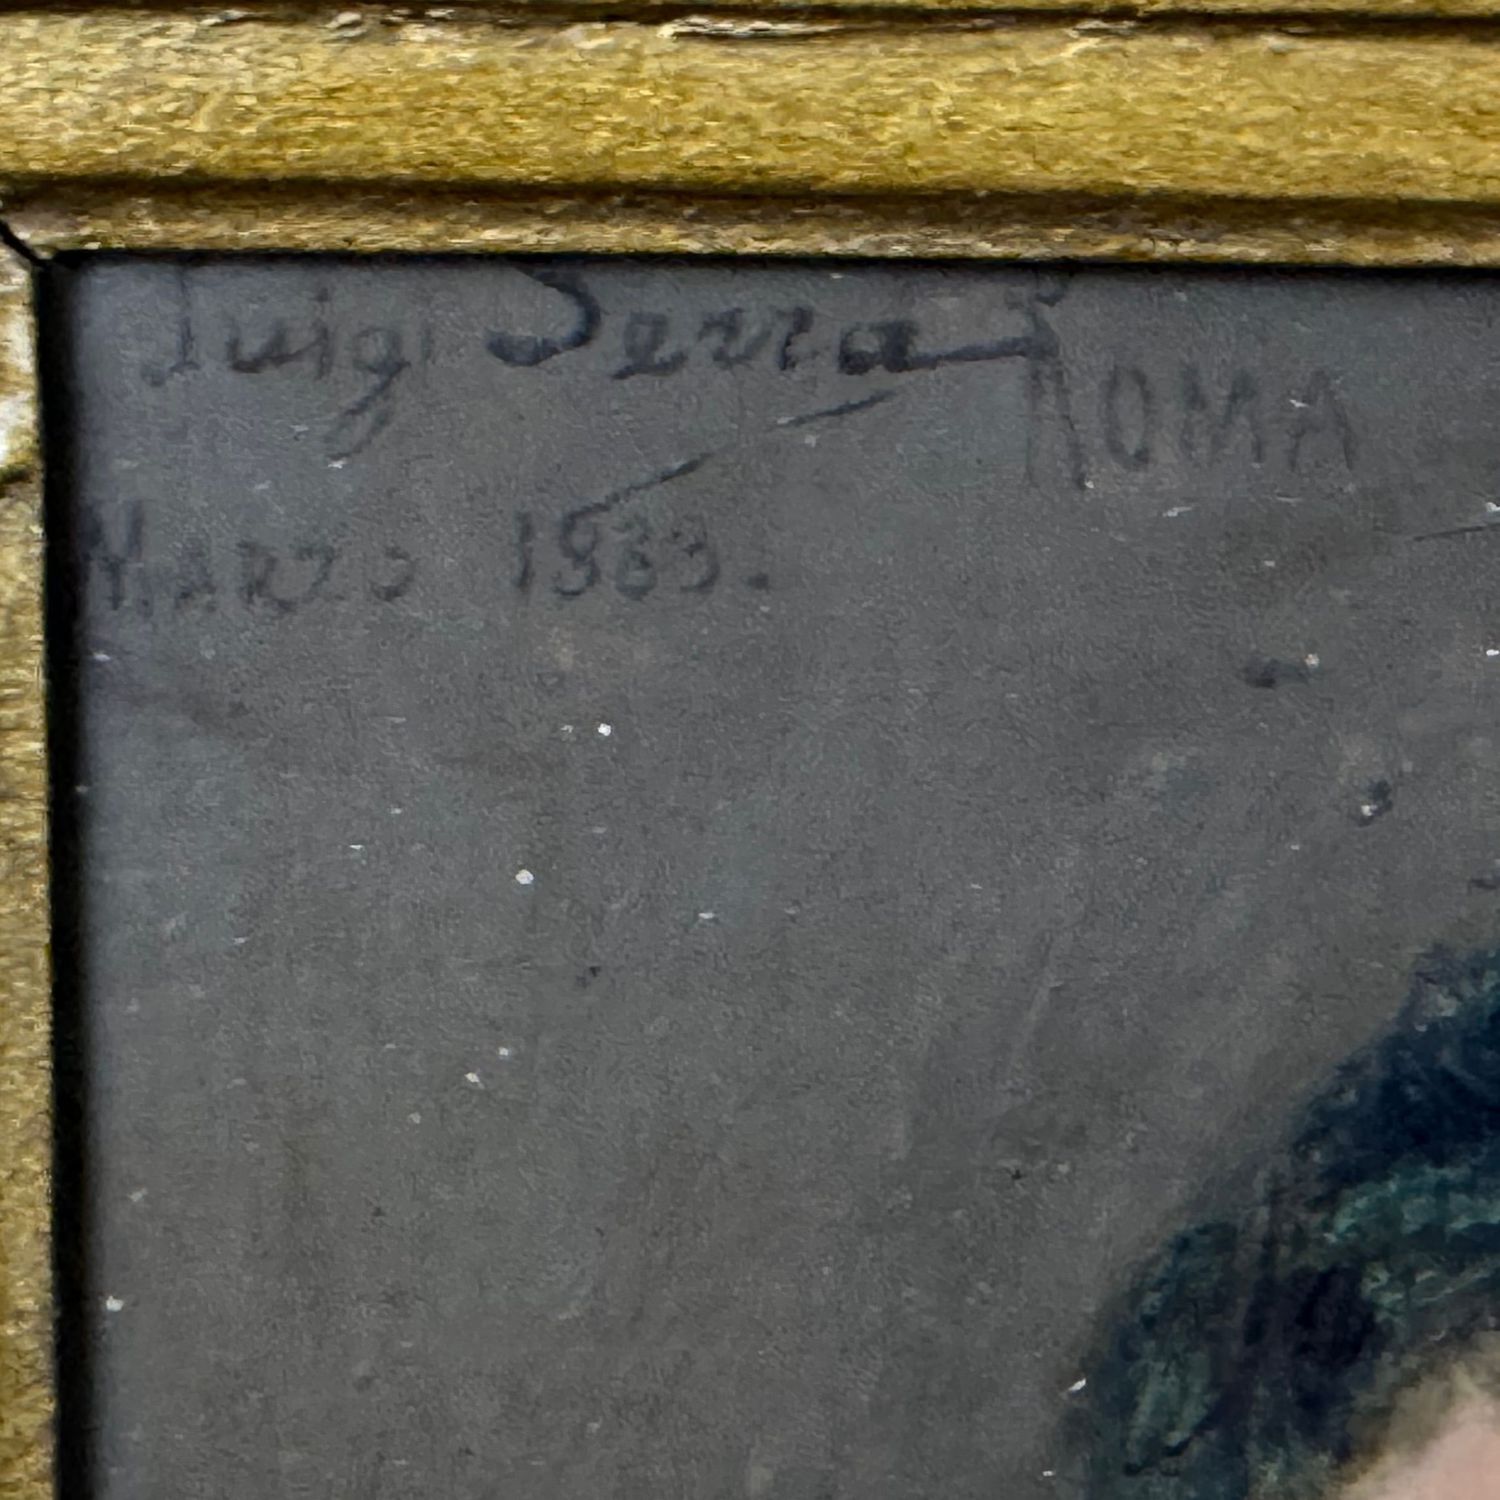 Luigi Serra
ROMA
MARZO 1883.